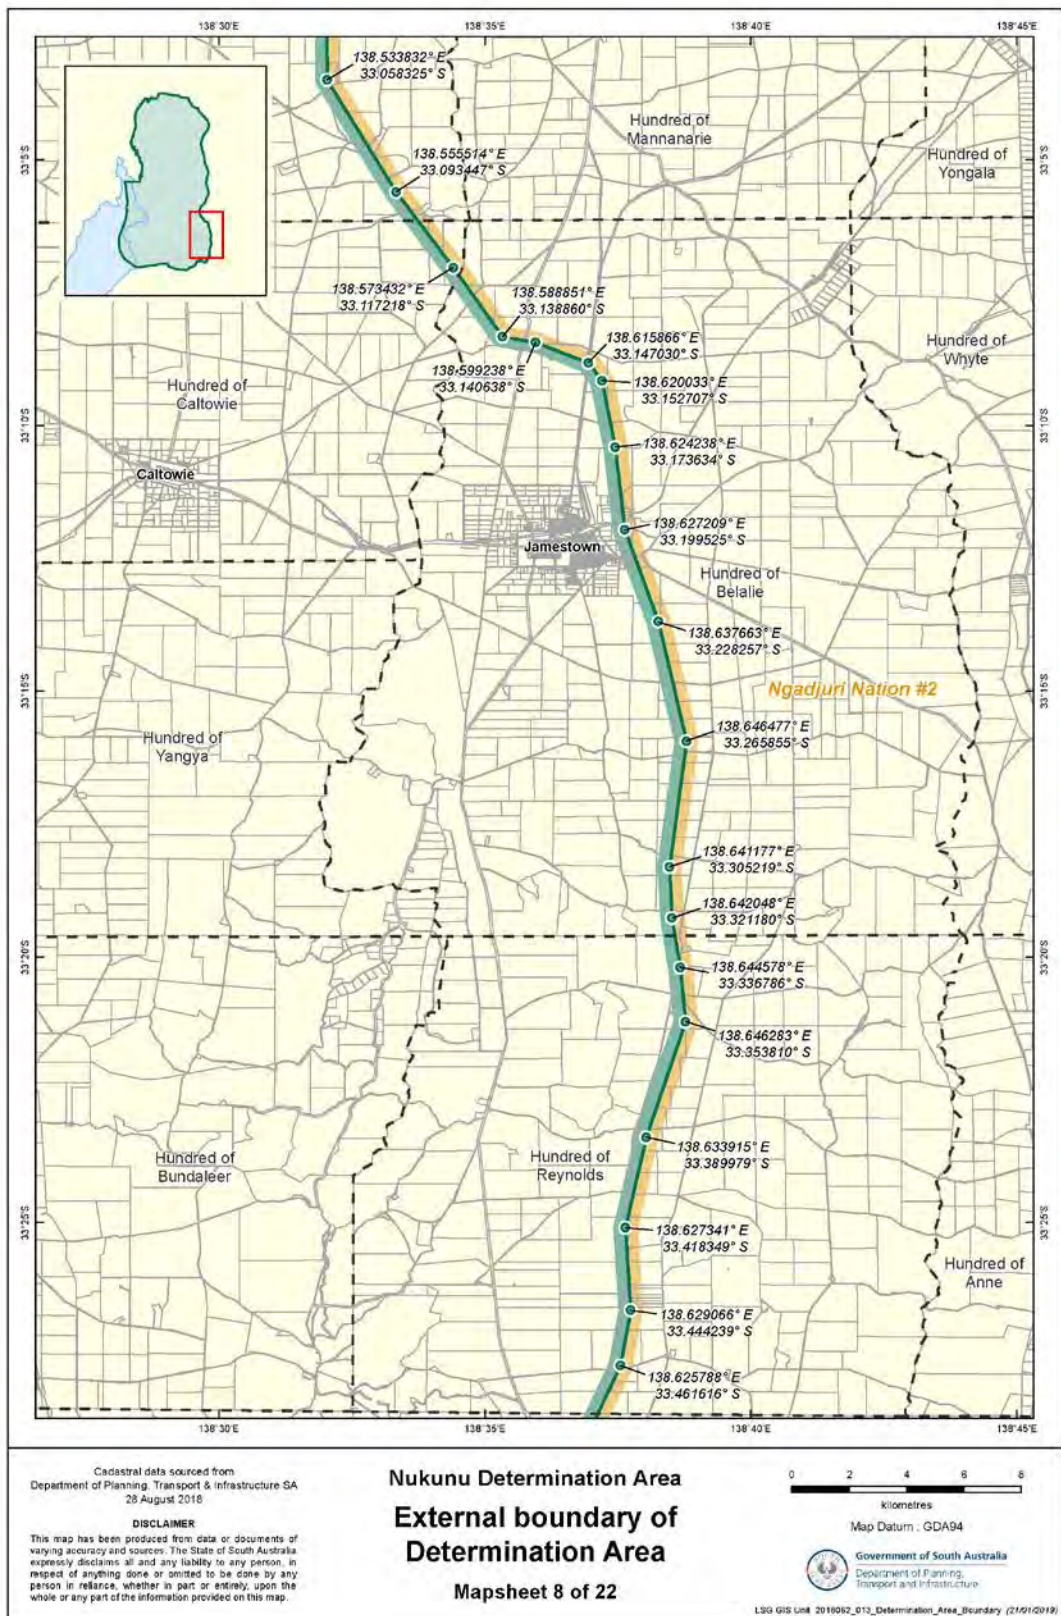 138°30'E
138°35'E
138°40'E
138°45'E
138.533832° E
33.058325° S
Hundred of
Mannanarie
138.555514° E
33.093447° S
33°5'S
33°5'S
Hundred of
Yongala
138.573432° E
33.117218° S
138.588851° E
33.138860° S
138.599238° E
33.140638° S
138.615866° E
33.147030° S
Hundred of
Whyte
Hundred of
Caltowie
138.620033° E
33.152707° S
33°10'S
33°10'S
138.624238° E
33.173634° S
Caltowie
138.627209° E
33.199525° S
Jamestown
Hundred of
Belalie
138.637663° E
33.228257° S
33°15'S
33°15'S
Ngadjuri Nation #2
Hundred of
Yangya
138.646477° E
33.265855° S
138.641177° E
33.305219° S
138.642048° E
33.321180° S
33°20'S
33°20'S
138.644578° E
33.336786° S
138.646283° E
33.353810° S
138.633915° E
33.389979° S
Hundred of
Bundaleer
Hundred of
Reynolds
33°25'S
33°25'S
138.627341° E
33.418349° S
Hundred of
Anne
138.629066° E
33.444239° S
138.625788° E
33.461616° S
138°30'E
138°35'E
138°40'E
138°45'E
Cadastral data sourced from
Department of Planning, Transport & Infrastructure SA
28 August 2018
DISCLAIMER
This map has been produced from data or documents of
varying accuracy and sources. The State of South Australia
expressly disclaims all and any liability to any person, in
respect of anything done or omitted to be done by any
person in reliance, whether in part or entirely, upon the
whole or any part of the information provided on this map.
Nukunu Determination Area
External boundary of
Determination Area
Mapsheet 8 of 22
0 2 4 6 8
kilometres
Map Datum : GDA94
Government of South Australia
Department of Planning,
Transport and Infrastructure
LSG GIS Unit 2016062_013_Determination_Area_Boundary (21/01/2019)